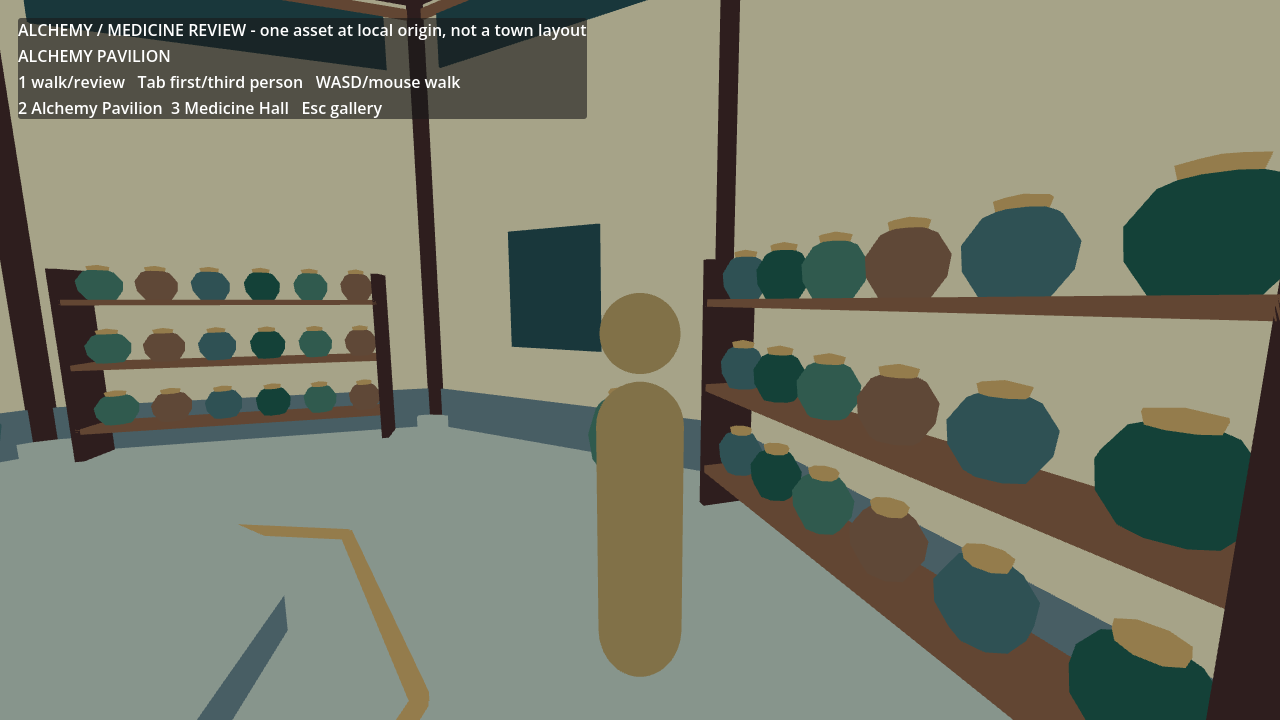 ALCHEMY / MEDICINE REVIEW - one asset at local origin, not a town layout
ALCHEMY PAVILION
1 walk/review   Tab first/third person   WASD/mouse walk
2 Alchemy Pavilion  3 Medicine Hall   Esc gallery